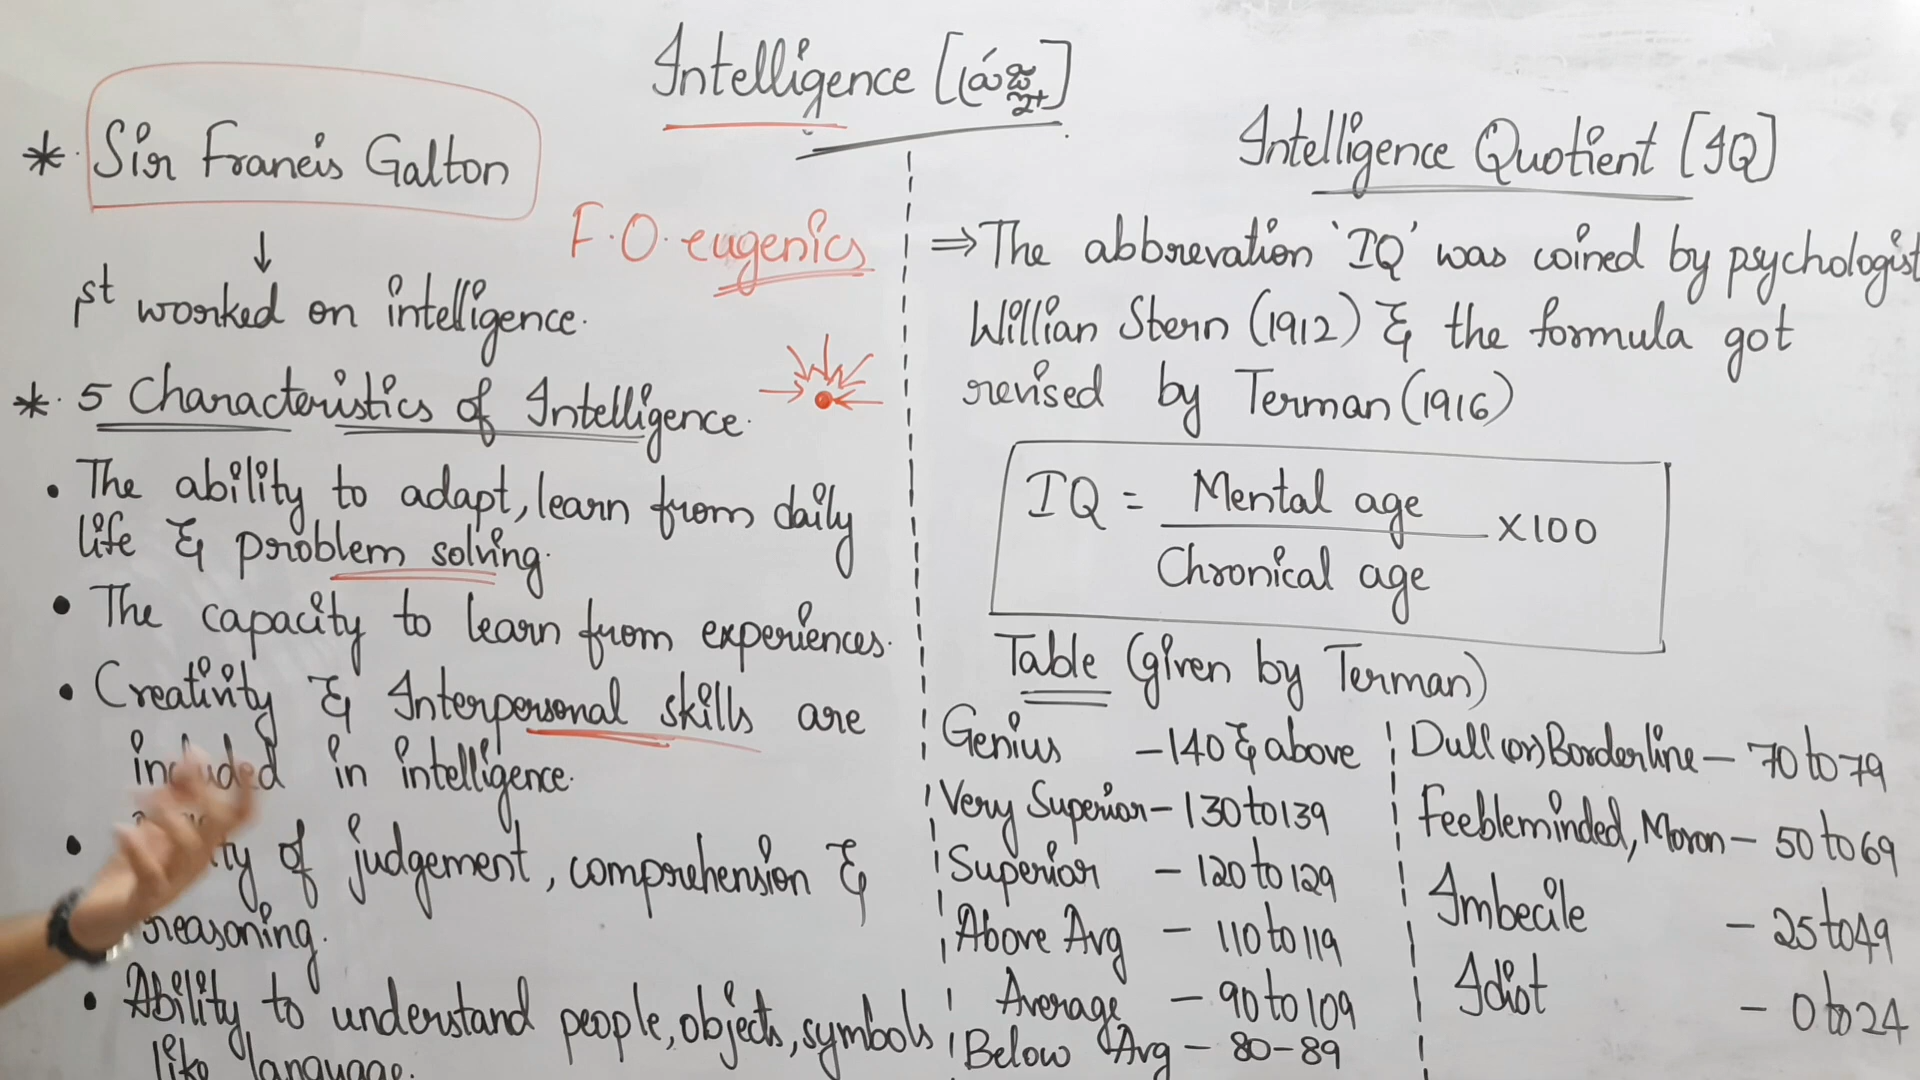 Intelligence [
* Sir Francis Galton
F.O. eugenics
↓
1st worked on intelligence.
* 5 Characteristics of Intelligence.
• The ability to adapt, learn from daily
life & problem solving.
• The capacity to learn from experiences.
• Creativity & Interpersonal skills are
included in intelligence.
• of judgement, comprehension &
reasoning.
• Ability to understand people, objects, symbols
like language.
Intelligence Quotient [IQ]
⇒ The abbrevation 'IQ' was coined by psychologist
Willian Stern (1912) & the formula got
revised by Terman (1916)
IQ = Mental age
Chronical age
×100
Table (given by Terman)
Genius - 140 & above
Very Superior - 130 to 139
Superior - 120 to 129
Above Avg - 110 to 119
Average - 90 to 109
Below Avg - 80-89
Dull (or) Borderline - 70 to 79
Feebleminded, Moron - 50 to 69
Imbecile - 25 to 49
Idiot - 0 to 24